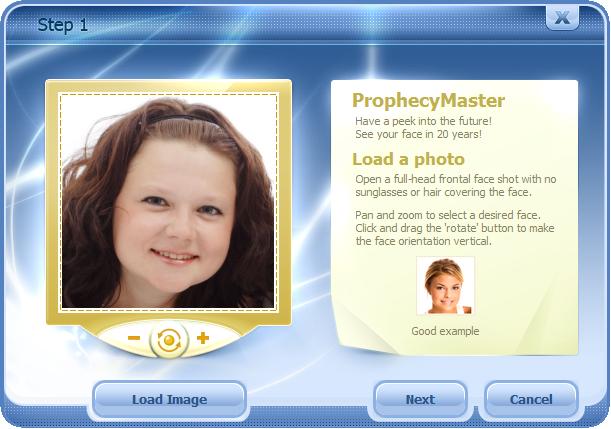 Step 1
X
ProphecyMaster
Have a peek into the future!
See your face in 20 years!
Load a photo
Open a full-head frontal face shot with no
sunglasses or hair covering the face.
Pan and zoom to select a desired face.
Click and drag the 'rotate' button to make
the face orientation vertical.
Good example
Load Image
Next
Cancel